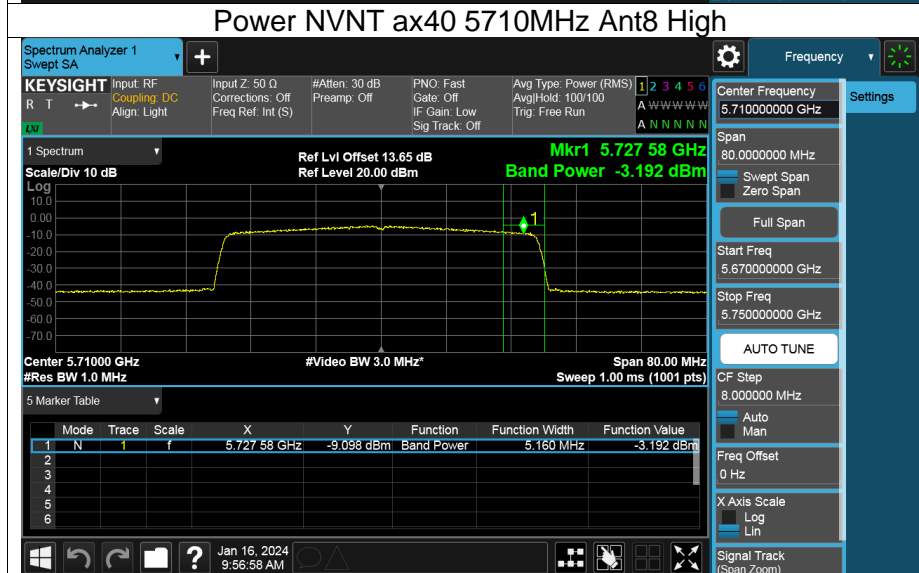 Power NVNT ax40 5710MHz Ant8 High
Spectrum Analyzer 1
Swept SA
+
Frequency
KEYSIGHT
R T
LXI
Input: RF
Coupling: DC
Align: Light
Input Z: 50 Ω
Corrections: Off
Freq Ref: Int (S)
#Atten: 30 dB
Preamp: Off
PNO: Fast
Gate: Off
IF Gain: Low
Sig Track: Off
Avg Type: Power (RMS)
Avg|Hold: 100/100
Trig: Free Run
1 2 3 4 5 6
A W W W W W
A N N N N N
Center Frequency
5.710000000 GHz
Settings
1 Spectrum
Scale/Div 10 dB
Ref Lvl Offset 13.65 dB
Ref Level 20.00 dBm
Mkr1 5.727 58 GHz
Band Power -3.192 dBm
Span
80.0000000 MHz
Swept Span
Zero Span
Full Span
Start Freq
5.670000000 GHz
Stop Freq
5.750000000 GHz
AUTO TUNE
CF Step
8.000000 MHz
Auto
Man
Freq Offset
0 Hz
X Axis Scale
Log
Lin
Signal Track
(Span Zoom)
Log
10.0
0.00
-10.0
-20.0
-30.0
-40.0
-50.0
-60.0
-70.0
1
Center 5.71000 GHz
#Res BW 1.0 MHz
#Video BW 3.0 MHz*
Span 80.00 MHz
Sweep 1.00 ms (1001 pts)
5 Marker Table
Mode Trace Scale X Y Function Function Width Function Value
1 N 1 f 5.727 58 GHz -9.098 dBm Band Power 5.160 MHz -3.192 dBm
2
3
4
5
6
?
Jan 16, 2024
9:56:58 AM